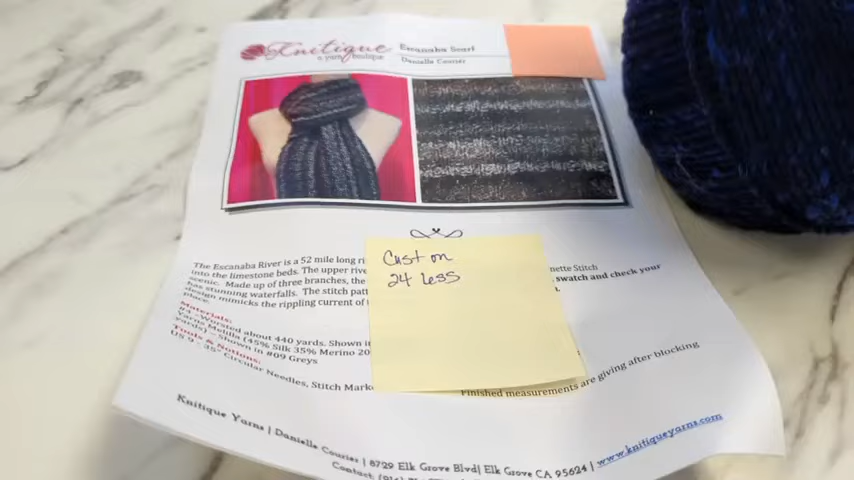 Knitique
a yarn boutique
Escanaba Scarf
Danielle Courier
The Escanaba River is a 52 mile long ri
into the limestone beds. The upper rive
scenic. Made up of three branches, the
has stunning waterfalls. The stitch pat
design mimicks the rippling current of
place.
nette Stitch
swatch and check your
Cast on
24 less
Materials:
#3 -Worsted about 440 yards. Shown i
Yarns Melilla (45% Silk 35% Merino 20
yards) - Shown in #09 Greys
Tools & Notions:
US 9 - 35" Circular Needles, Stitch Mark
Finished measurements are giving after blocking
Knitique Yarns | Danielle Courier | 8729 Elk Grove Blvd| Elk Grove CA 95624 | www.knitiqueyarns.com
Contact: (916)